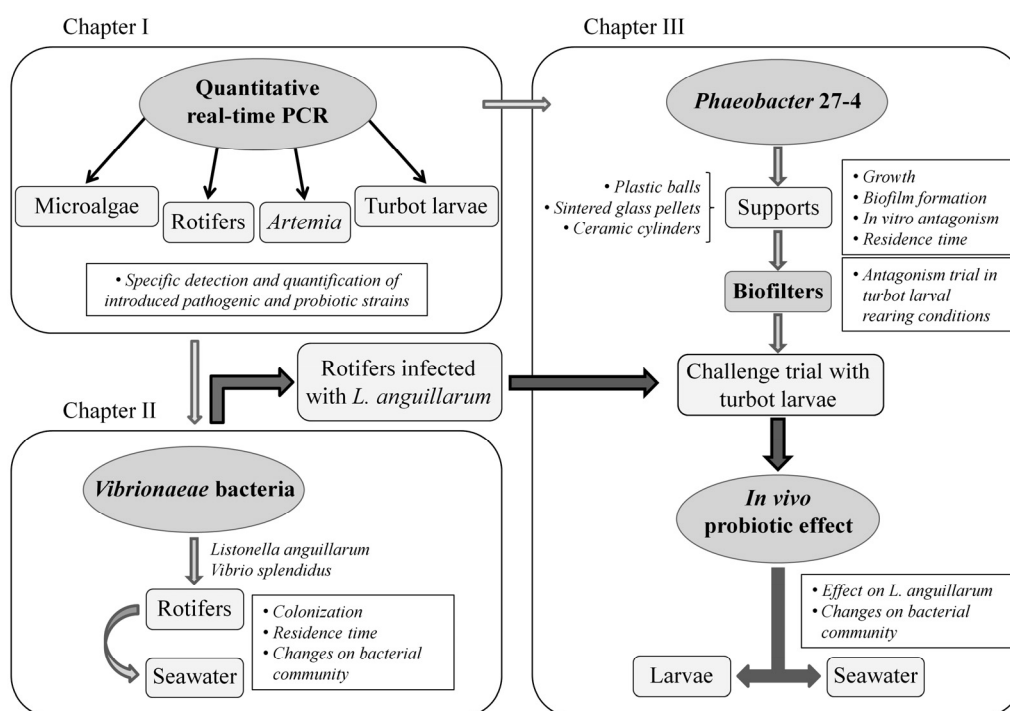 Chapter I
Quantitative
real-time PCR
Microalgae
Rotifers
Artemia
Turbot larvae
• Specific detection and quantification of
introduced pathogenic and probiotic strains
Rotifers infected
with L. anguillarum
Chapter II
Vibrionaeae bacteria
Listonella anguillarum
Vibrio splendidus
Rotifers
• Colonization
• Residence time
• Changes on bacterial
community
Seawater
Chapter III
Phaeobacter 27-4
• Plastic balls
• Sintered glass pellets
• Ceramic cylinders
Supports
• Growth
• Biofilm formation
• In vitro antagonism
• Residence time
Biofilters
• Antagonism trial in
turbot larval
rearing conditions
Challenge trial with
turbot larvae
In vivo
probiotic effect
• Effect on L. anguillarum
• Changes on bacterial
community
Larvae
Seawater